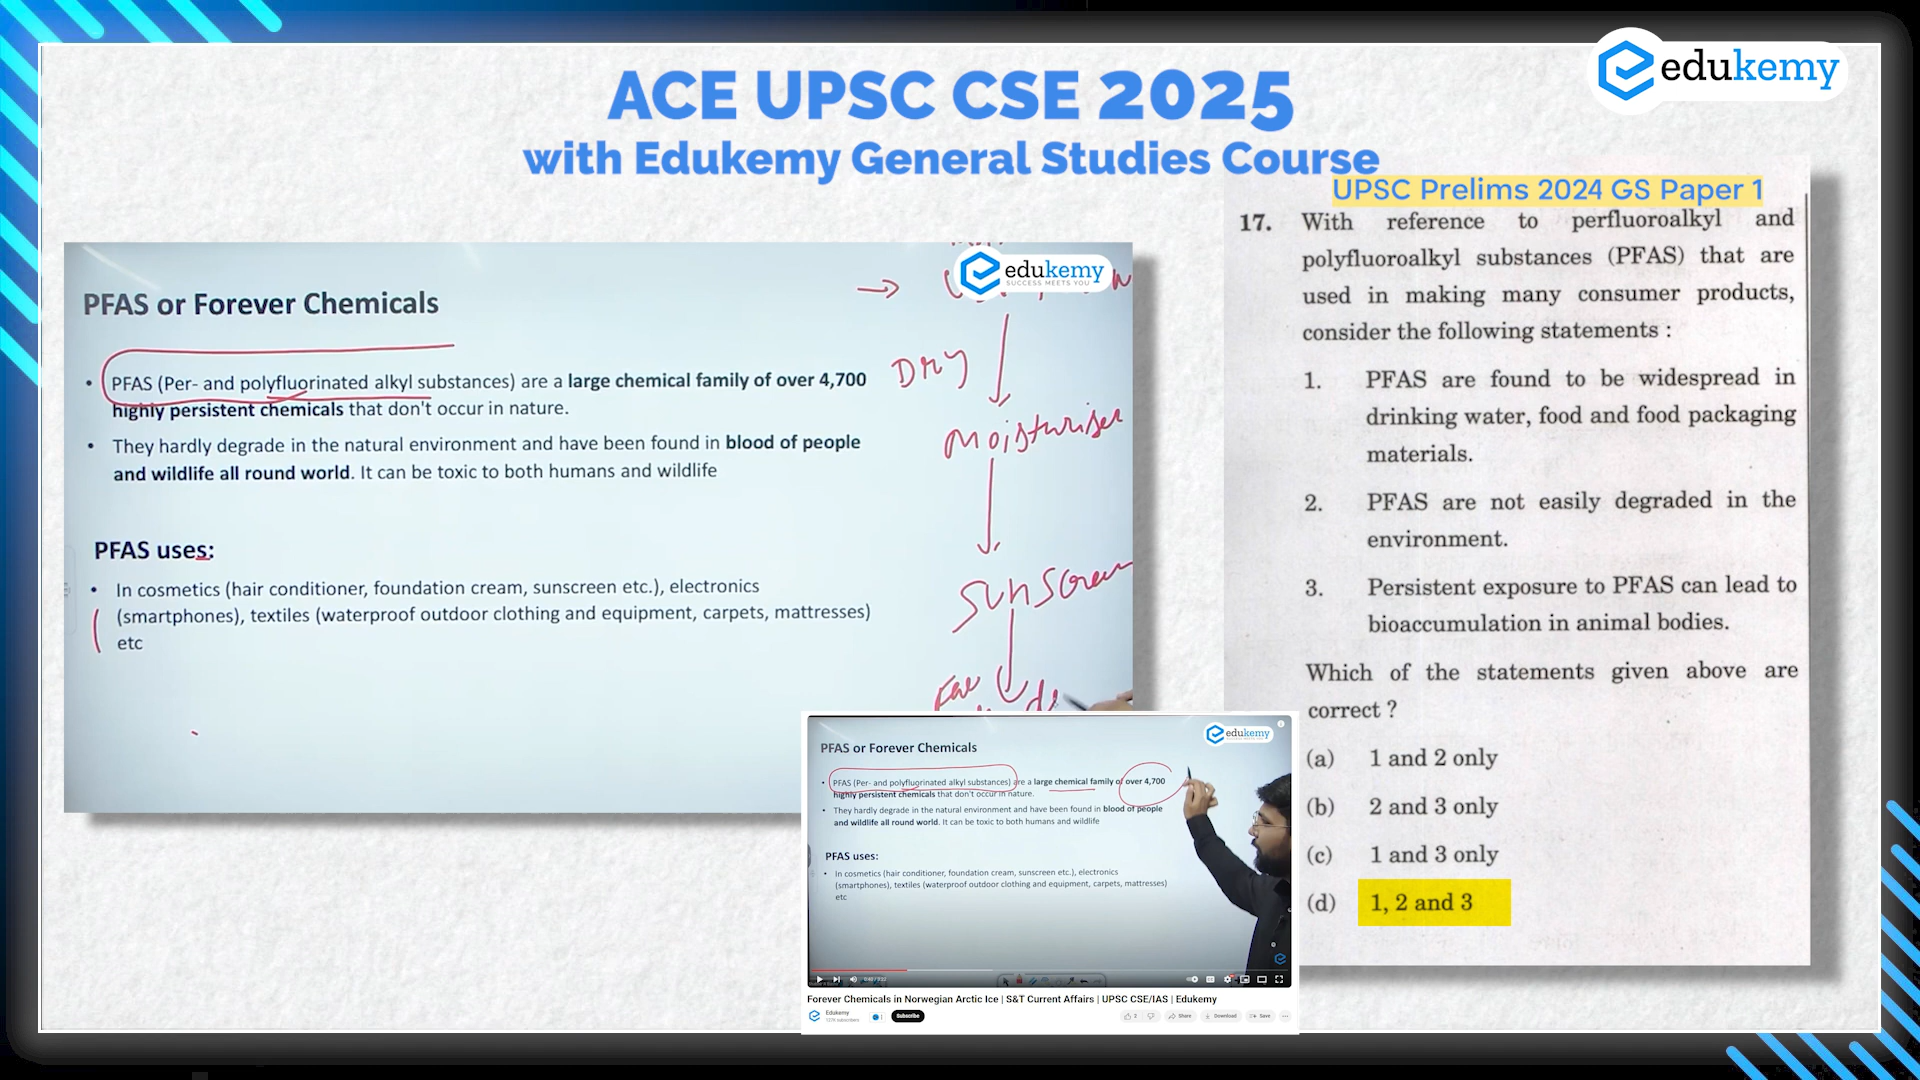 edukemy
ACE UPSC CSE 2025
with Edukemy General Studies Course
edukemy
SUCCESS MEETS YOU
PFAS or Forever Chemicals
• PFAS (Per- and polyfluorinated alkyl substances) are a large chemical family of over 4,700
highly persistent chemicals that don't occur in nature.
• They hardly degrade in the natural environment and have been found in blood of people
and wildlife all round world. It can be toxic to both humans and wildlife
PFAS uses:
• In cosmetics (hair conditioner, foundation cream, sunscreen etc.), electronics
(smartphones), textiles (waterproof outdoor clothing and equipment, carpets, mattresses)
etc
Dry
Moisturiser
Sunscreen
UPSC Prelims 2024 GS Paper 1
17. With reference to perfluoroalkyl and
polyfluoroalkyl substances (PFAS) that are
used in making many consumer products,
consider the following statements :
1. PFAS are found to be widespread in
drinking water, food and food packaging
materials.
2. PFAS are not easily degraded in the
environment.
3. Persistent exposure to PFAS can lead to
bioaccumulation in animal bodies.
Which of the statements given above are
correct ?
(a) 1 and 2 only
(b) 2 and 3 only
(c) 1 and 3 only
(d) 1, 2 and 3
edukemy
PFAS or Forever Chemicals
• PFAS (Per- and polyfluorinated alkyl substances) are a large chemical family of over 4,700
highly persistent chemicals that don't occur in nature.
• They hardly degrade in the natural environment and have been found in blood of people
and wildlife all round world. It can be toxic to both humans and wildlife
PFAS uses:
• In cosmetics (hair conditioner, foundation cream, sunscreen etc.), electronics
(smartphones), textiles (waterproof outdoor clothing and equipment, carpets, mattresses)
etc
Forever Chemicals in Norwegian Arctic Ice | S&T Current Affairs | UPSC CSE/IAS | Edukemy
Edukemy
Subscribe
2
Share
Download
Save